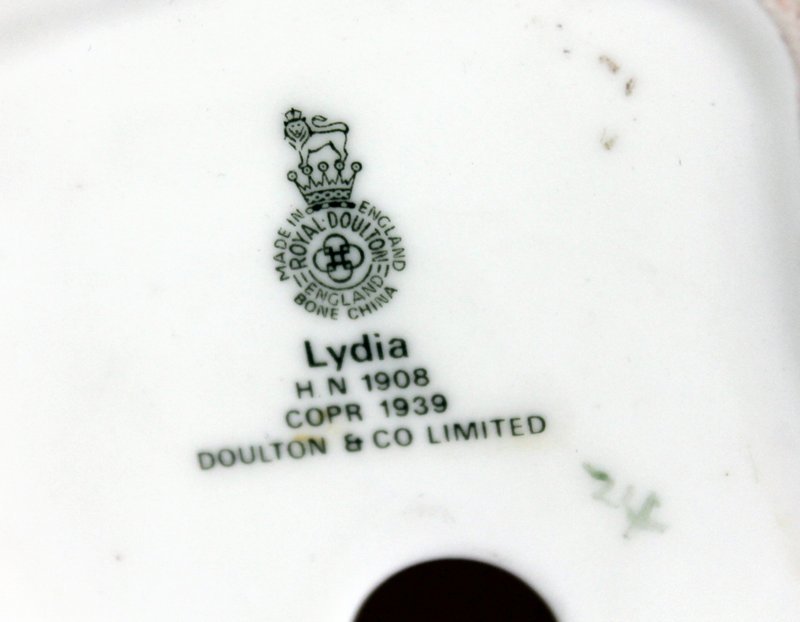 MADE IN ENGLAND
ROYAL·DOULTON
ENGLAND
BONE CHINA
Lydia
H N 1908
COPR 1939
DOULTON & CO LIMITED
24